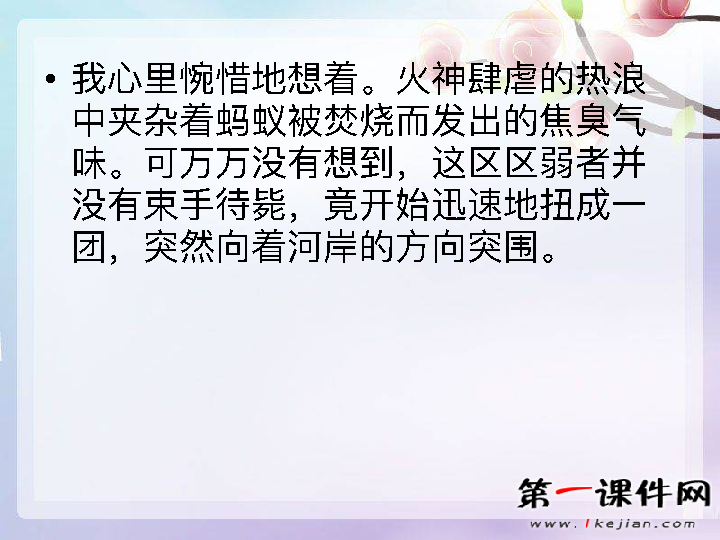 • 我心里惋惜地想着。火神肆虐的热浪
中夹杂着蚂蚁被焚烧而发出的焦臭气
味。可万万没有想到，这区区弱者并
没有束手待毙，竟开始迅速地扭成一
团，突然向着河岸的方向突围。
第一课件网
www.1kejian.com